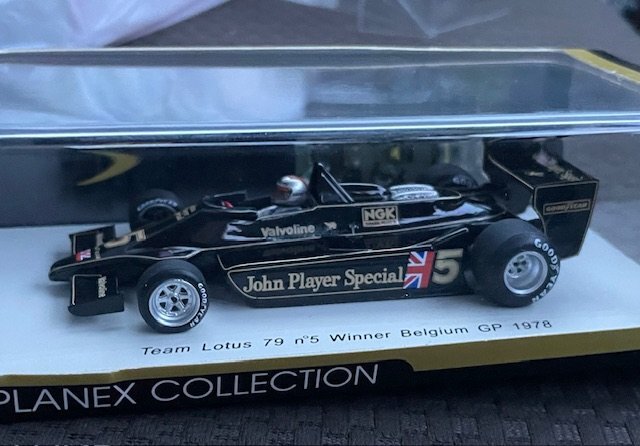 GOODYEAR
5
NGK
Valvoline
John Player Special
5
GOODYEAR
GOODYEAR
Team Lotus 79 n°5 Winner Belgium GP 1978
PLANEX COLLECTION